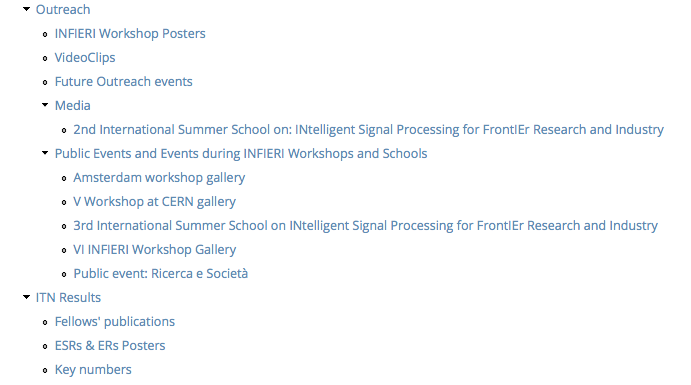 Outreach
INFIERI Workshop Posters
VideoClips
Future Outreach events
Media
2nd International Summer School on: INtelligent Signal Processing for FrontIEr Research and Industry
Public Events and Events during INFIERI Workshops and Schools
Amsterdam workshop gallery
V Workshop at CERN gallery
3rd International Summer School on INtelligent Signal Processing for FrontIEr Research and Industry
VI INFIERI Workshop Gallery
Public event: Ricerca e Società
ITN Results
Fellows' publications
ESRs & ERs Posters
Key numbers